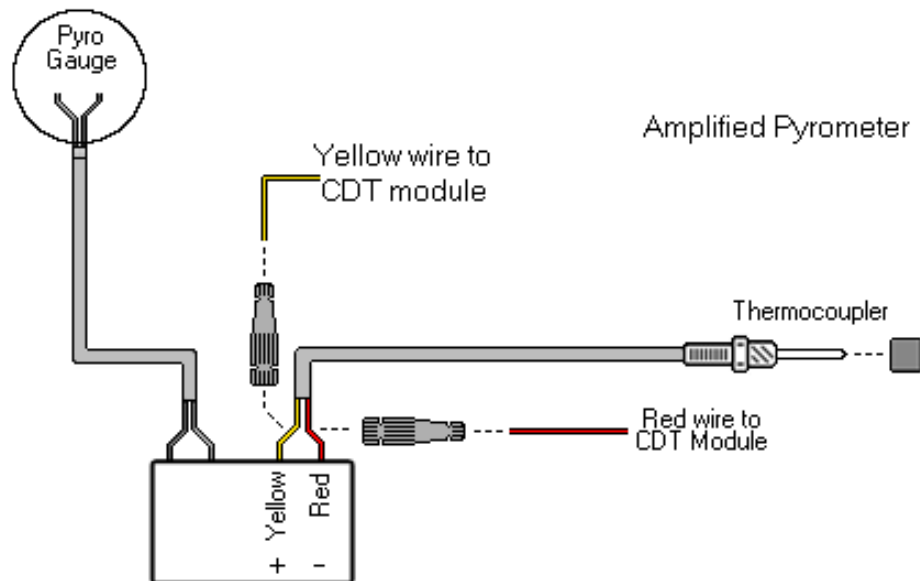 Pyro
Gauge
Amplified Pyrometer
Yellow wire to
CDT module
Thermocoupler
Red wire to
CDT Module
Yellow
Red
+
-